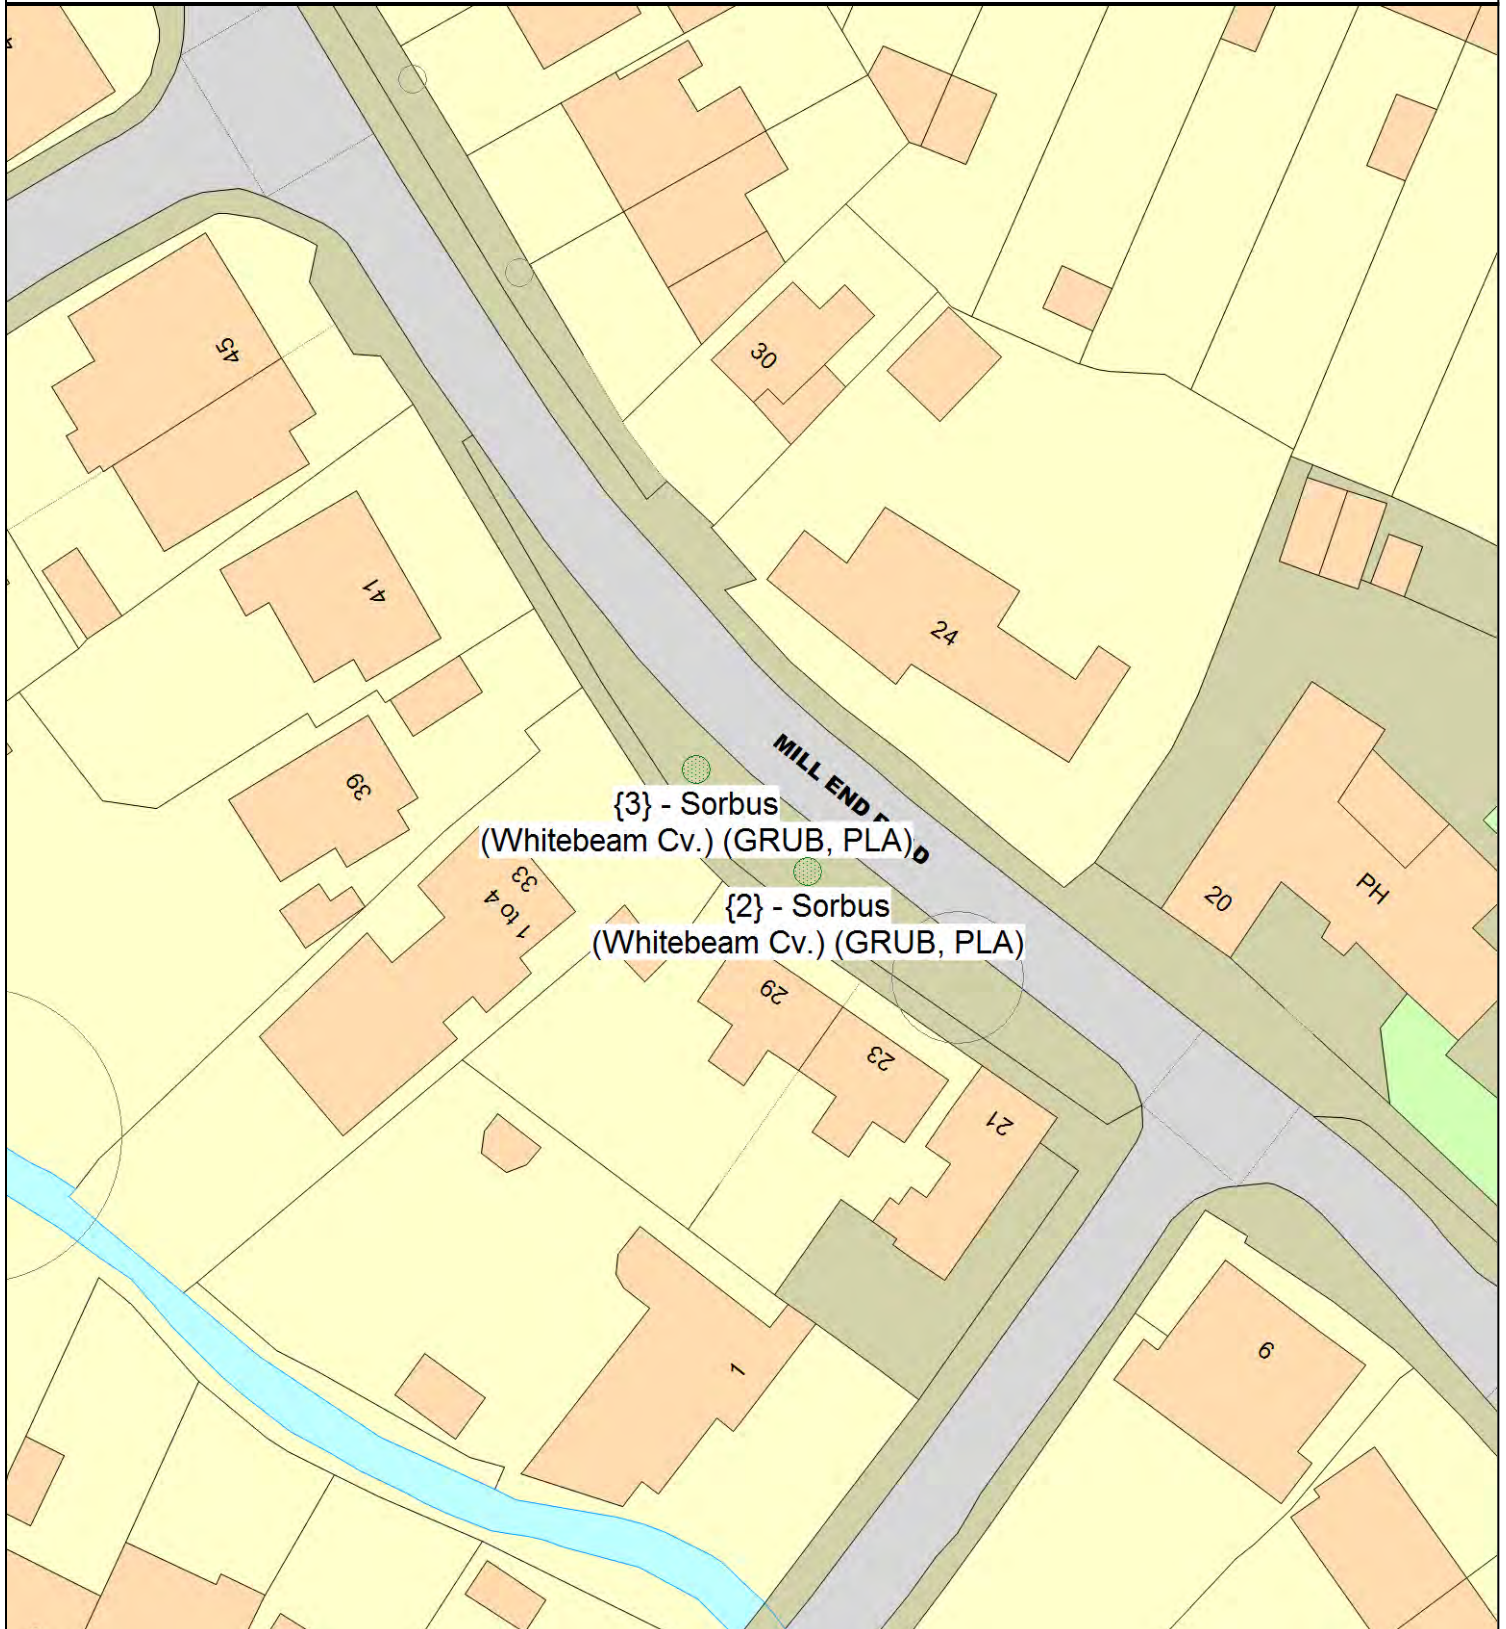 45
30
41
24
MILL END
39
{3} - Sorbus
(Whitebeam Cv.) (GRUB, PLA)
33
1 to 4
20
PH
{2} - Sorbus
(Whitebeam Cv.) (GRUB, PLA)
29
23
21
1
6